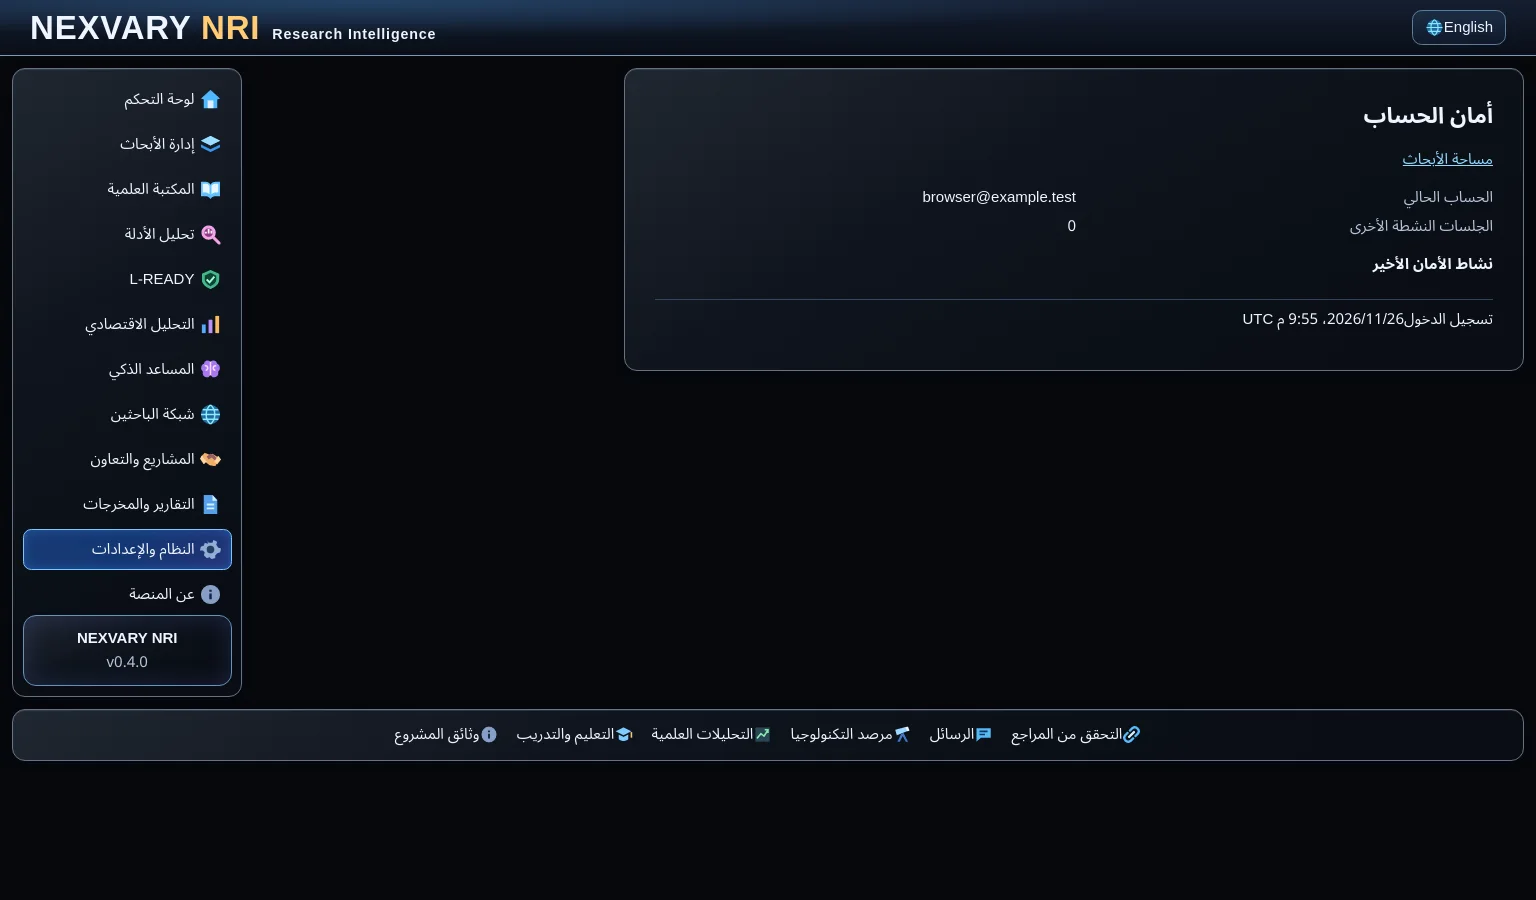 NEXVARY NRI Research Intelligence
English
لوحة التحكم
إدارة الأبحاث
المكتبة العلمية
تحليل الأدلة
L-READY
التحليل الاقتصادي
المساعد الذكي
شبكة الباحثين
المشاريع والتعاون
التقارير والمخرجات
النظام والإعدادات
عن المنصة
NEXVARY NRI
v0.4.0
أمان الحساب
مساحة الأبحاث
الحساب الحالي browser@example.test
الجلسات النشطة الأخرى 0
نشاط الأمان الأخير
تسجيل الدخول26‏/11‏/2026، 9:55 م UTC
التحقق من المراجع الرسائل مرصد التكنولوجيا التحليلات العلمية التعليم والتدريب وثائق المشروع